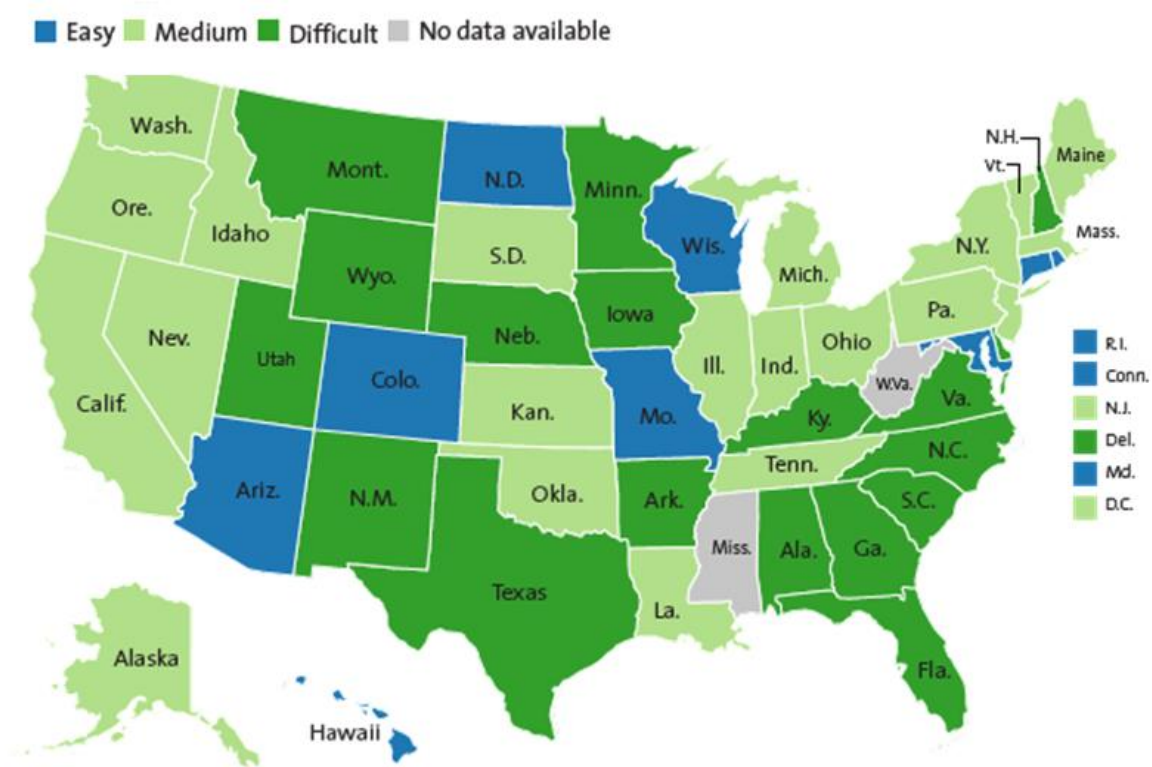 Easy Medium Difficult No data available
Wash.
Mont.
N.D.
Minn.
N.H.
Vt.
Maine
Ore.
Idaho
S.D.
Wis.
Mich.
N.Y.
Mass.
Wyo.
Iowa
Pa.
Nev.
Utah
Neb.
Ill.
Ind.
Ohio
R.I.
Calif.
Colo.
Kan.
Mo.
Ky.
W.Va.
Va.
Conn.
N.J.
Ariz.
N.M.
Okla.
Ark.
Tenn.
N.C.
Del.
S.C.
Md.
D.C.
Texas
La.
Miss.
Ala.
Ga.
Alaska
Fla.
Hawaii